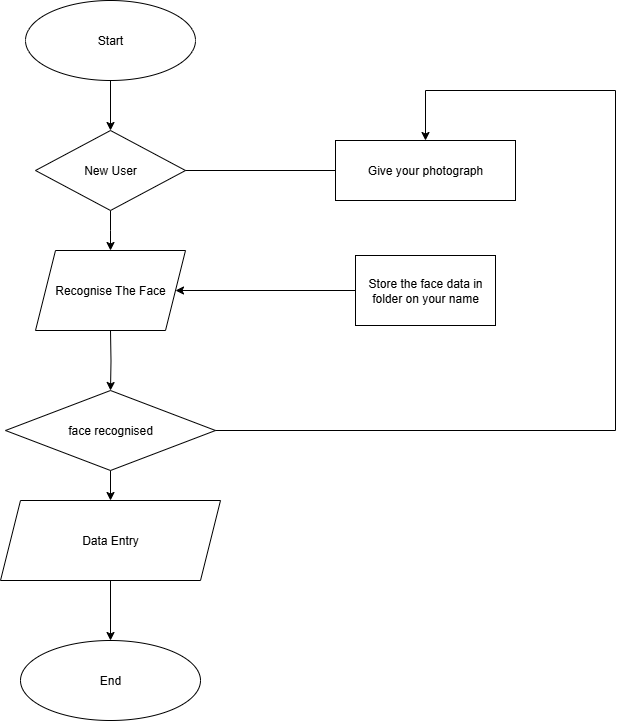 Start
New User
Give your photograph
Recognise The Face
Store the face data in
folder on your name
face recognised
Data Entry
End